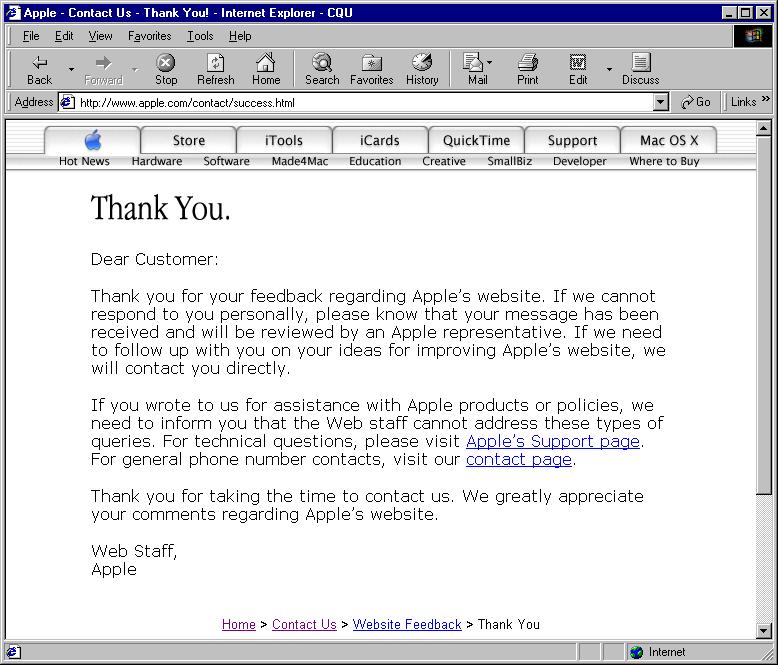 Apple - Contact Us - Thank You! - Internet Explorer - CQU
File Edit View Favorites Tools Help
Back Forward Stop Refresh Home Search Favorites History Mail Print Edit Discuss
Address http://www.apple.com/contact/success.html Go Links »
Store iTools iCards QuickTime Support Mac OS X
Hot News Hardware Software Made4Mac Education Creative SmallBiz Developer Where to Buy
Thank You.
Dear Customer:
Thank you for your feedback regarding Apple’s website. If we cannot
respond to you personally, please know that your message has been
received and will be reviewed by an Apple representative. If we need
to follow up with you on your ideas for improving Apple’s website, we
will contact you directly.
If you wrote to us for assistance with Apple products or policies, we
need to inform you that the Web staff cannot address these types of
queries. For technical questions, please visit Apple’s Support page.
For general phone number contacts, visit our contact page.
Thank you for taking the time to contact us. We greatly appreciate
your comments regarding Apple’s website.
Web Staff,
Apple
Home > Contact Us > Website Feedback > Thank You
Internet